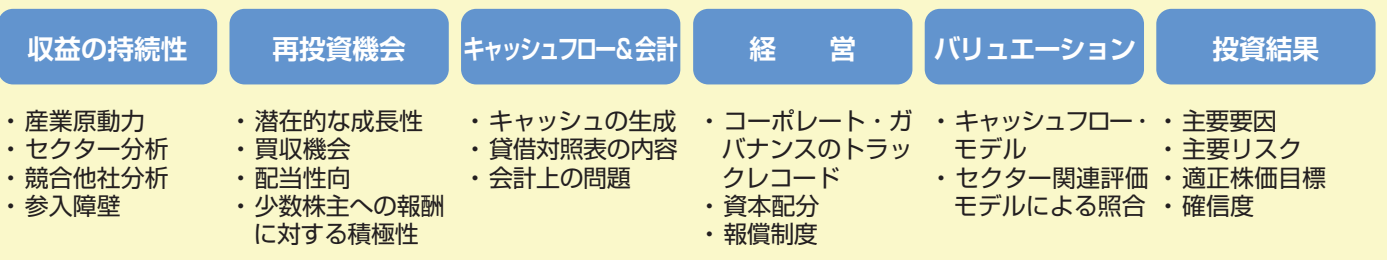 収益の持続性
・産業原動力
・セクター分析
・競合他社分析
・参入障壁
再投資機会
・潜在的な成長性
・買収機会
・配当性向
・少数株主への報酬
に対する積極性
キャッシュフロー&会計
・キャッシュの生成
・貸借対照表の内容
・会計上の問題
経　営
・コーポレート・ガ
バナンスのトラッ
クレコード
・資本配分
・報償制度
バリュエーション
・キャッシュフロー・
モデル
・セクター関連評価
モデルによる照合
投資結果
・主要要因
・主要リスク
・適正株価目標
・確信度